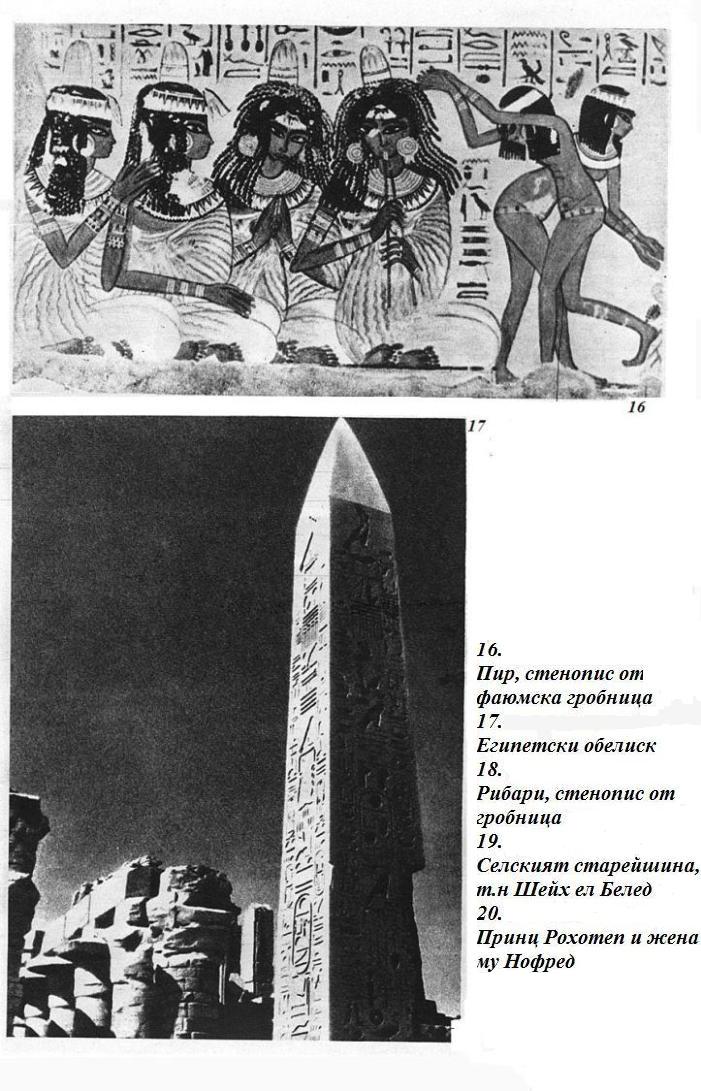 16
17
16.
Пир, стенопис от
фаюмска гробница
17.
Египетски обелиск
18.
Рибари, стенопис от
гробница
19.
Селският старейшина,
т.н Шейх ел Белед
20.
Принц Рохотеп и жена
му Нофред